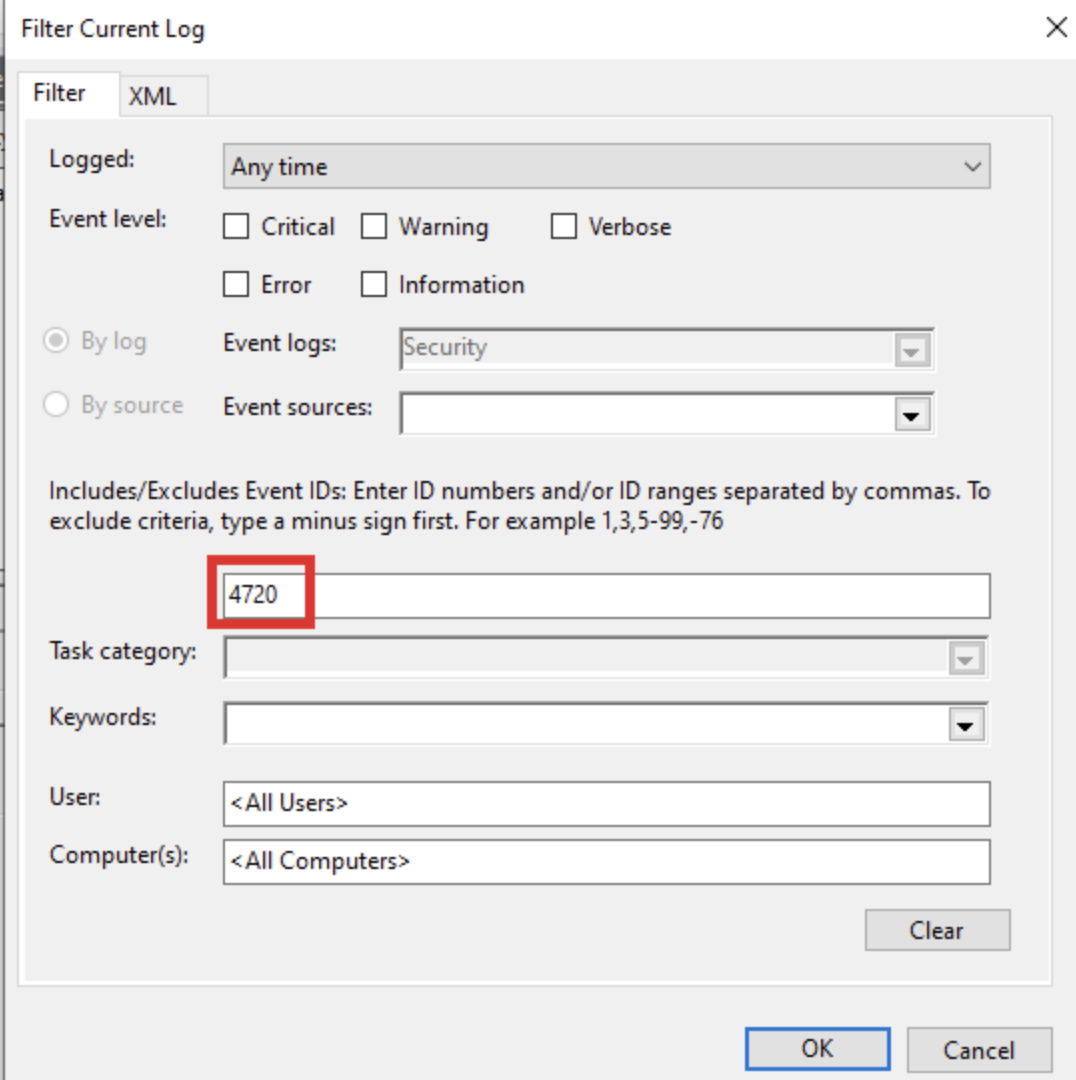 Filter Current Log
Filter XML
Logged: Any time
Event level: Critical Warning Verbose
Error Information
By log Event logs: Security
By source Event sources:
Includes/Excludes Event IDs: Enter ID numbers and/or ID ranges separated by commas. To
exclude criteria, type a minus sign first. For example 1,3,5-99,-76
4720
Task category:
Keywords:
User: <All Users>
Computer(s): <All Computers>
Clear
OK Cancel